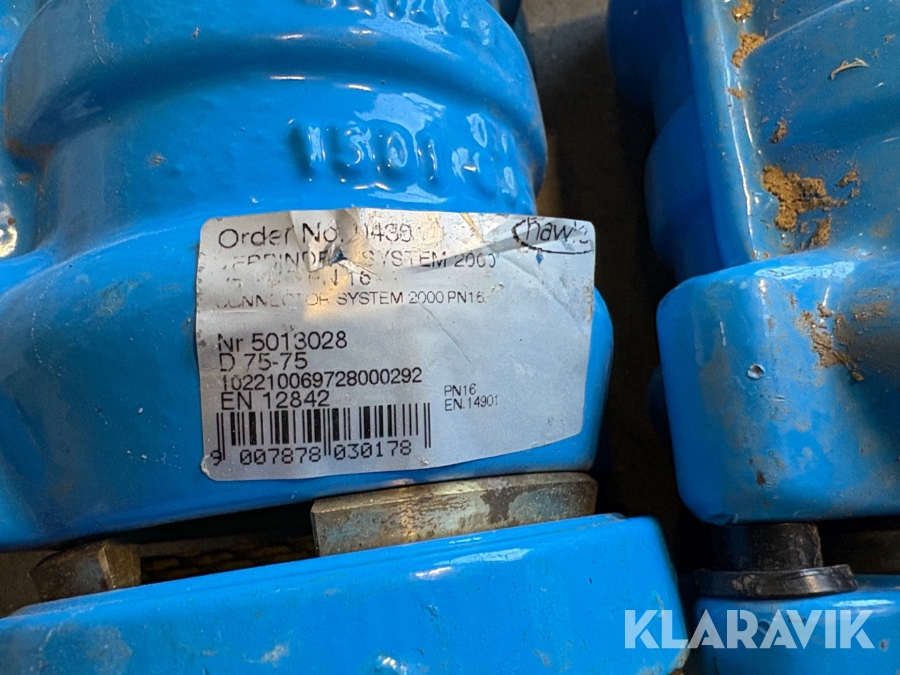 Order No.
hawle
SYSTEM 2000
CONNECTOR SYSTEM 2000 PN16
Nr 5013028
D 75-75
102210069728000292
EN 12842
PN16
EN.14901
9 007878 030178
KLARAVIK